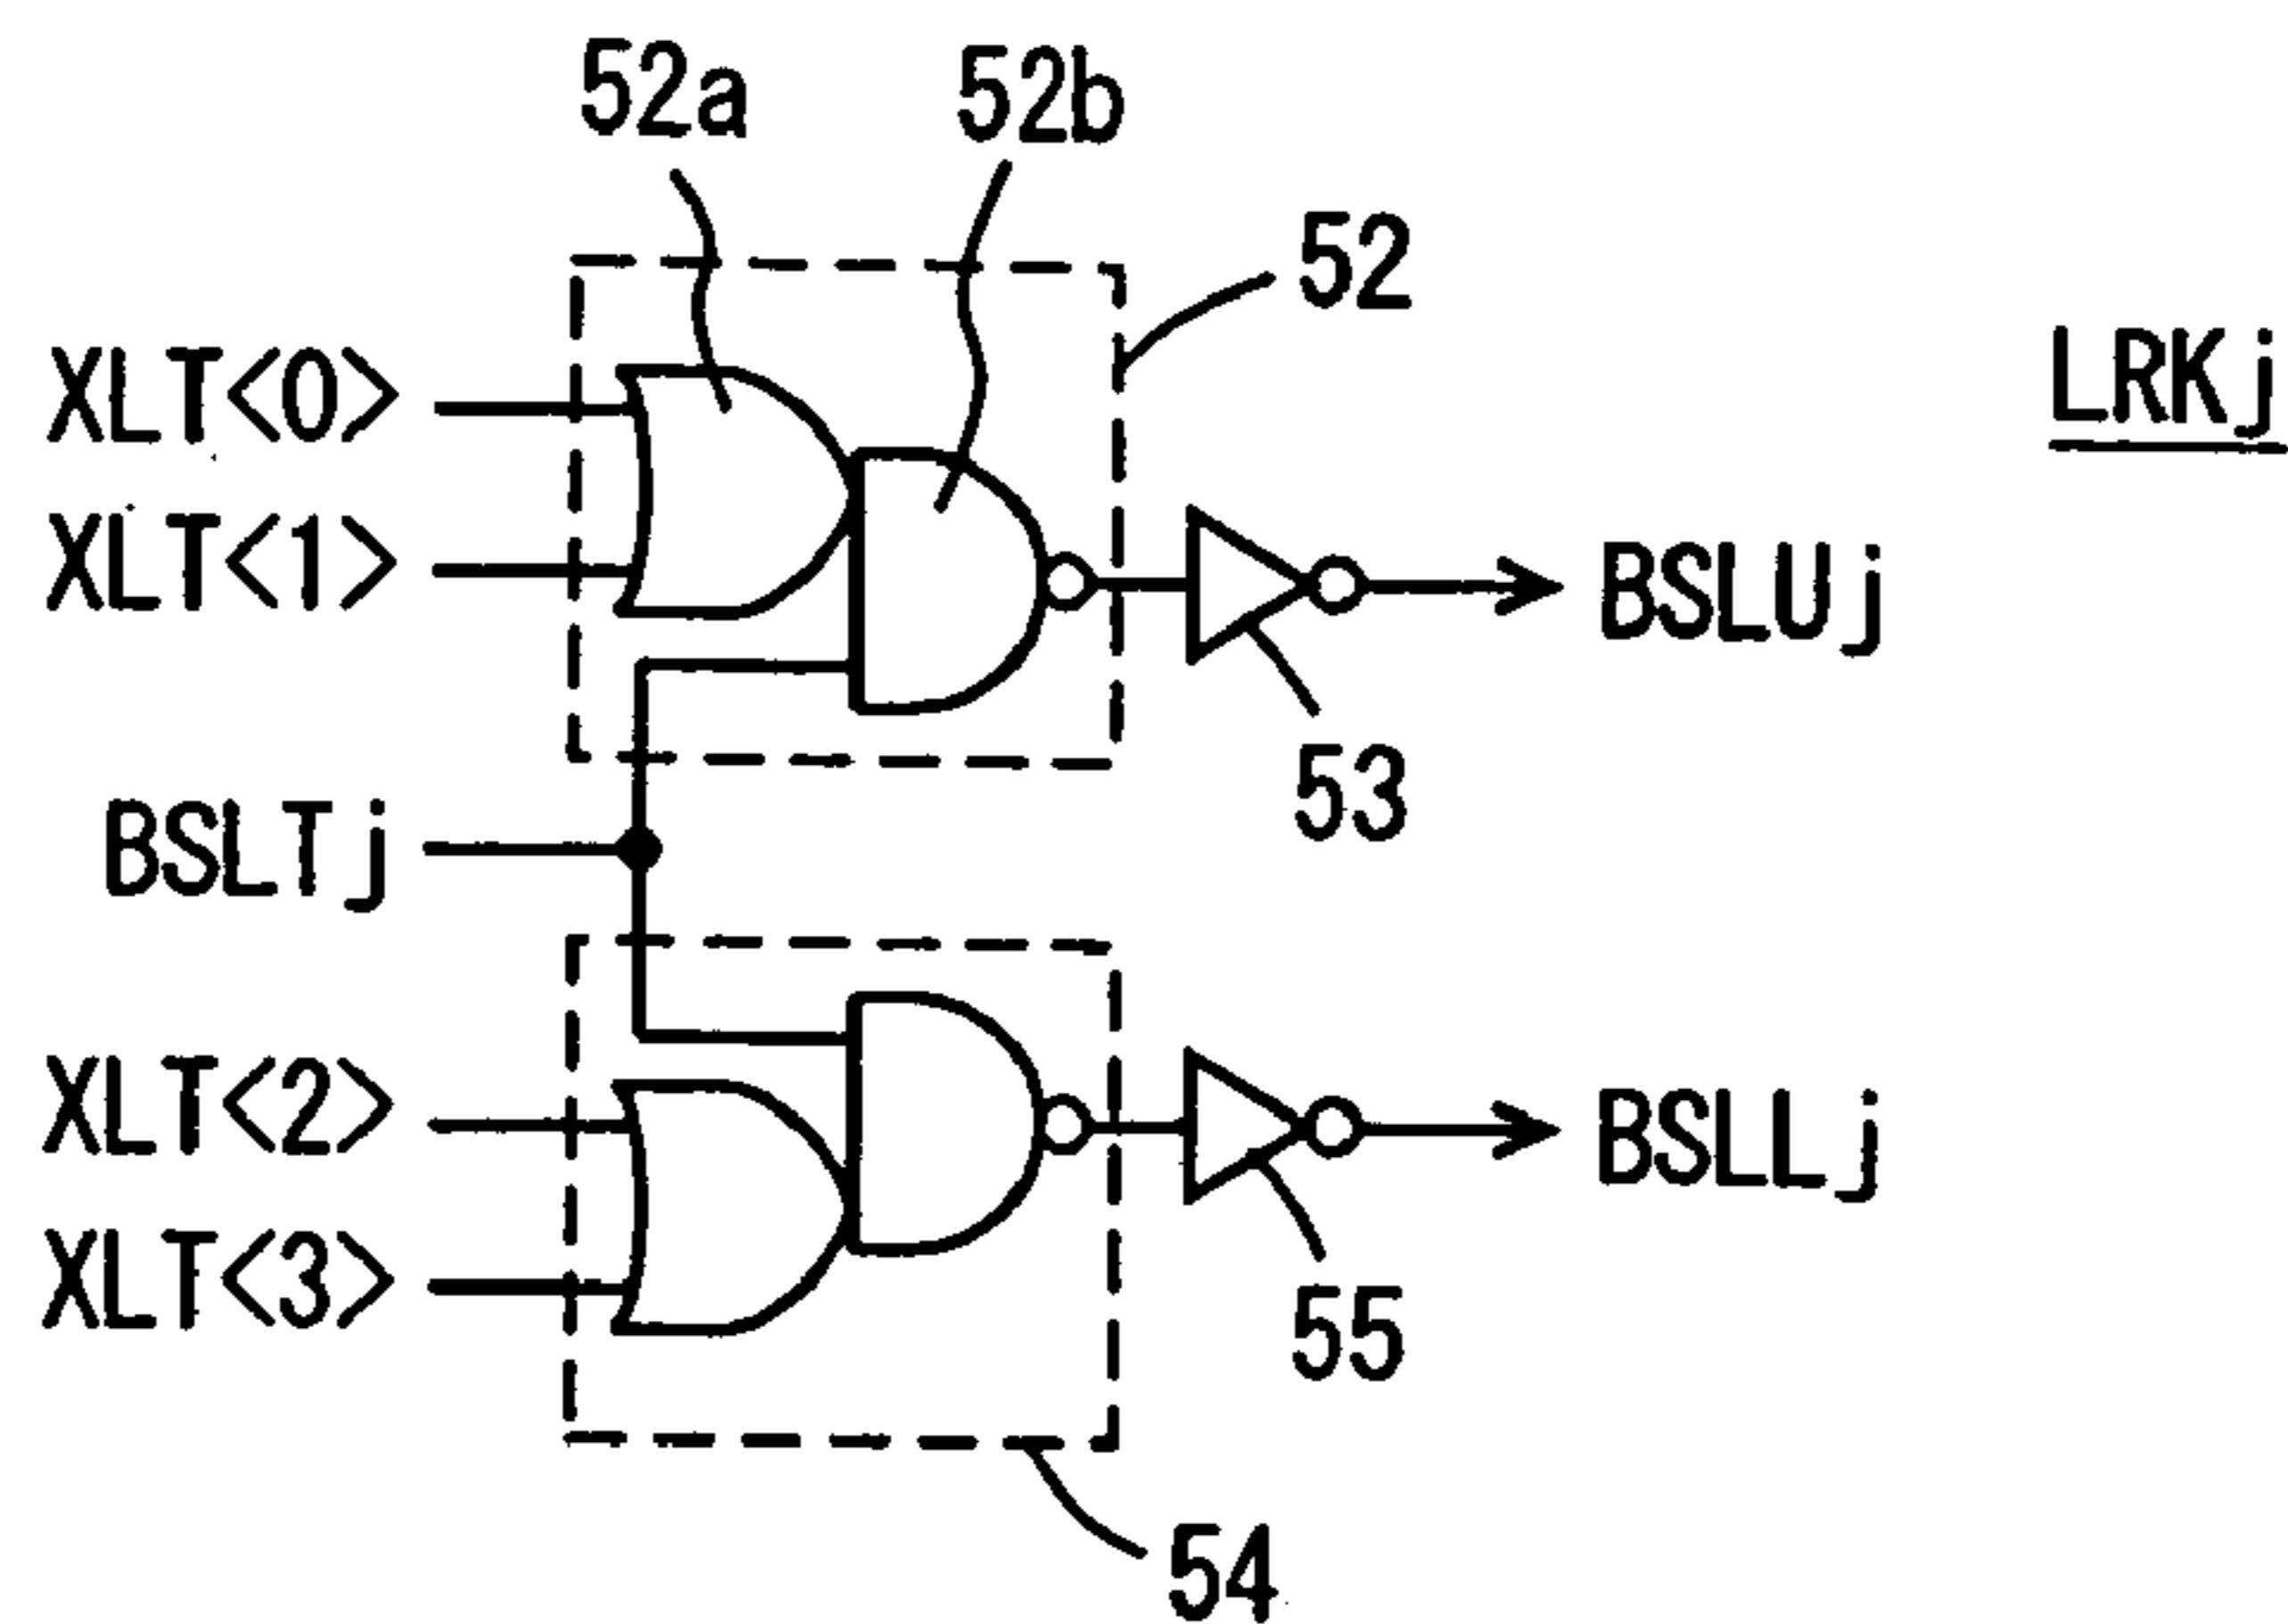 52a
52b
52
LRKj
XLT<0>
XLT<1>
BSLUj
53
BSLTj
XLT<2>
BSLLj
XLT<3>
55
54